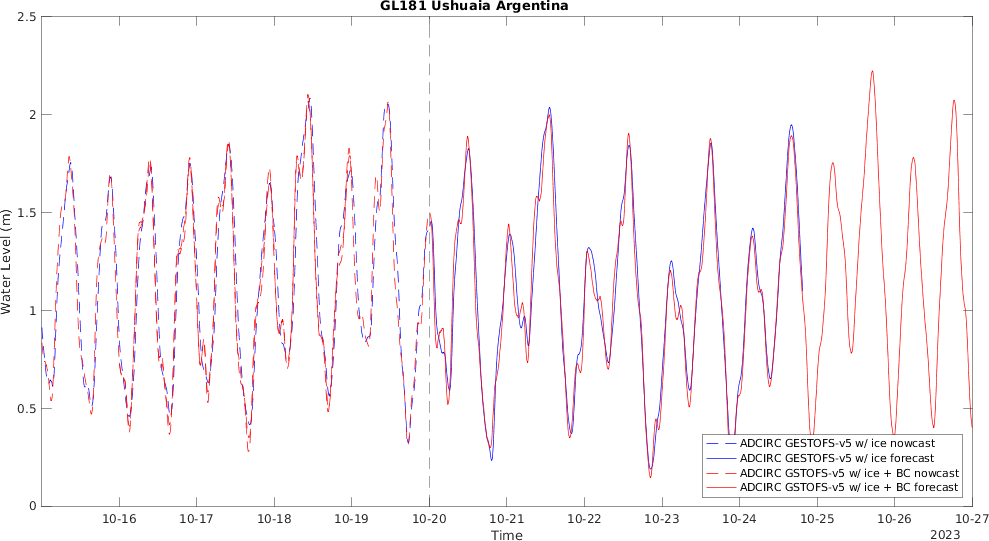 GL181 Ushuaia Argentina
2.5
2
1.5
1
0.5
0
Water Level (m)
10-16 10-17 10-18 10-19 10-20 10-21 10-22 10-23 10-24 10-25 10-26 10-27
Time
2023
ADCIRC GESTOFS-v5 w/ ice nowcast
ADCIRC GESTOFS-v5 w/ ice forecast
ADCIRC GSTOFS-v5 w/ ice + BC nowcast
ADCIRC GSTOFS-v5 w/ ice + BC forecast